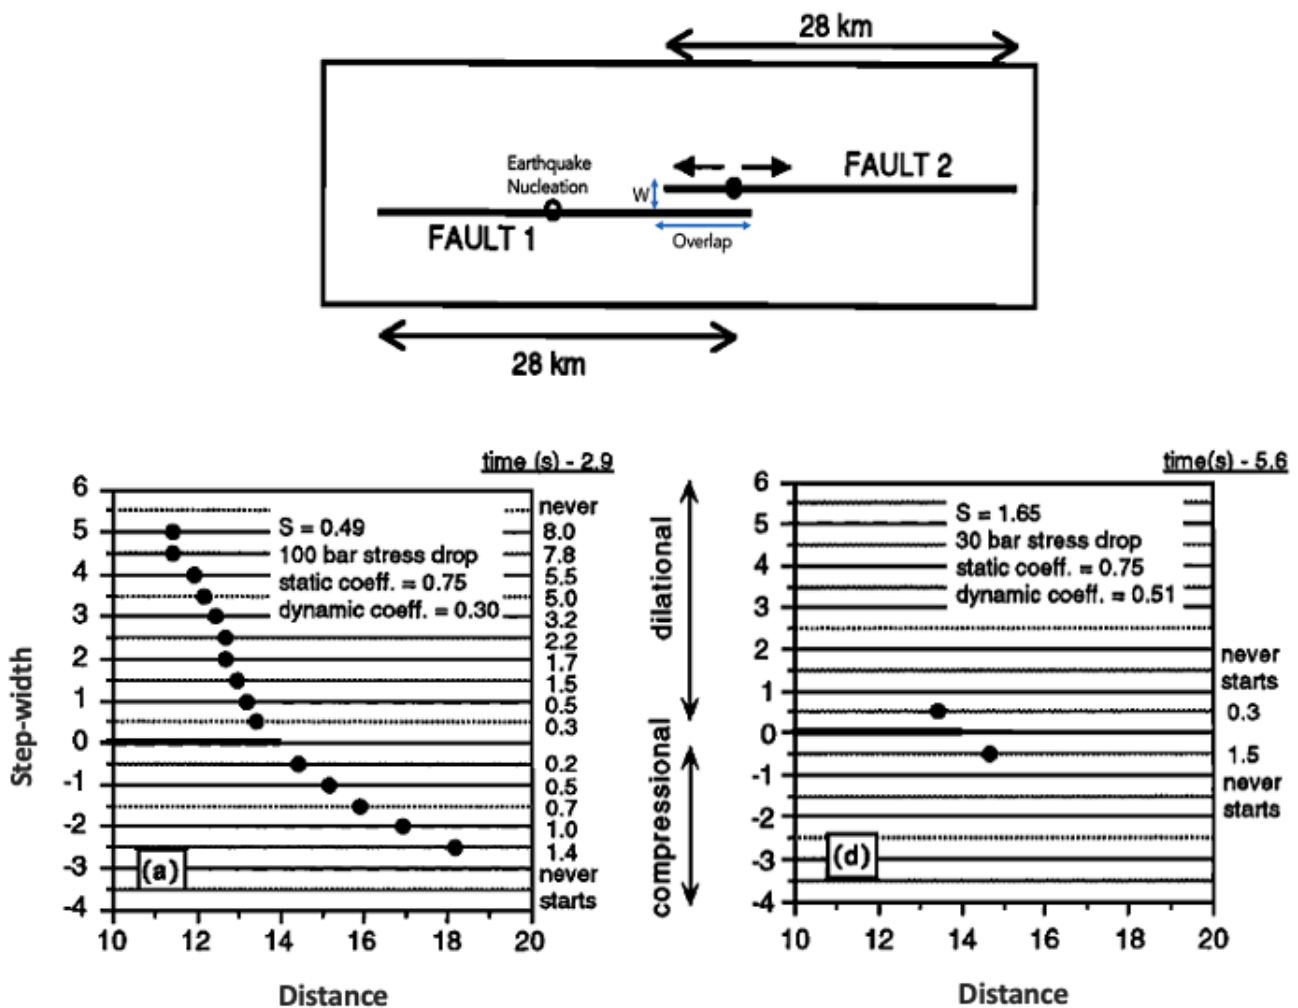 28 km
Earthquake
Nucleation
W
FAULT 2
FAULT 1
Overlap
28 km
time (s) - 2.9
6
5
4
3
2
1
0
-1
-2
-3
-4
Step-width
S = 0.49
100 bar stress drop
static coeff. = 0.75
dynamic coeff. = 0.30
never
8.0
7.8
5.5
5.0
3.2
2.2
1.7
1.5
0.5
0.3
0.2
0.5
0.7
1.0
1.4
never
starts
(a)
10 12 14 16 18 20
Distance
dilational
compressional
time(s) - 5.6
6
5
4
3
2
1
0
-1
-2
-3
-4
S = 1.65
30 bar stress drop
static coeff. = 0.75
dynamic coeff. = 0.51
never
starts
0.3
1.5
never
starts
(d)
10 12 14 16 18 20
Distance